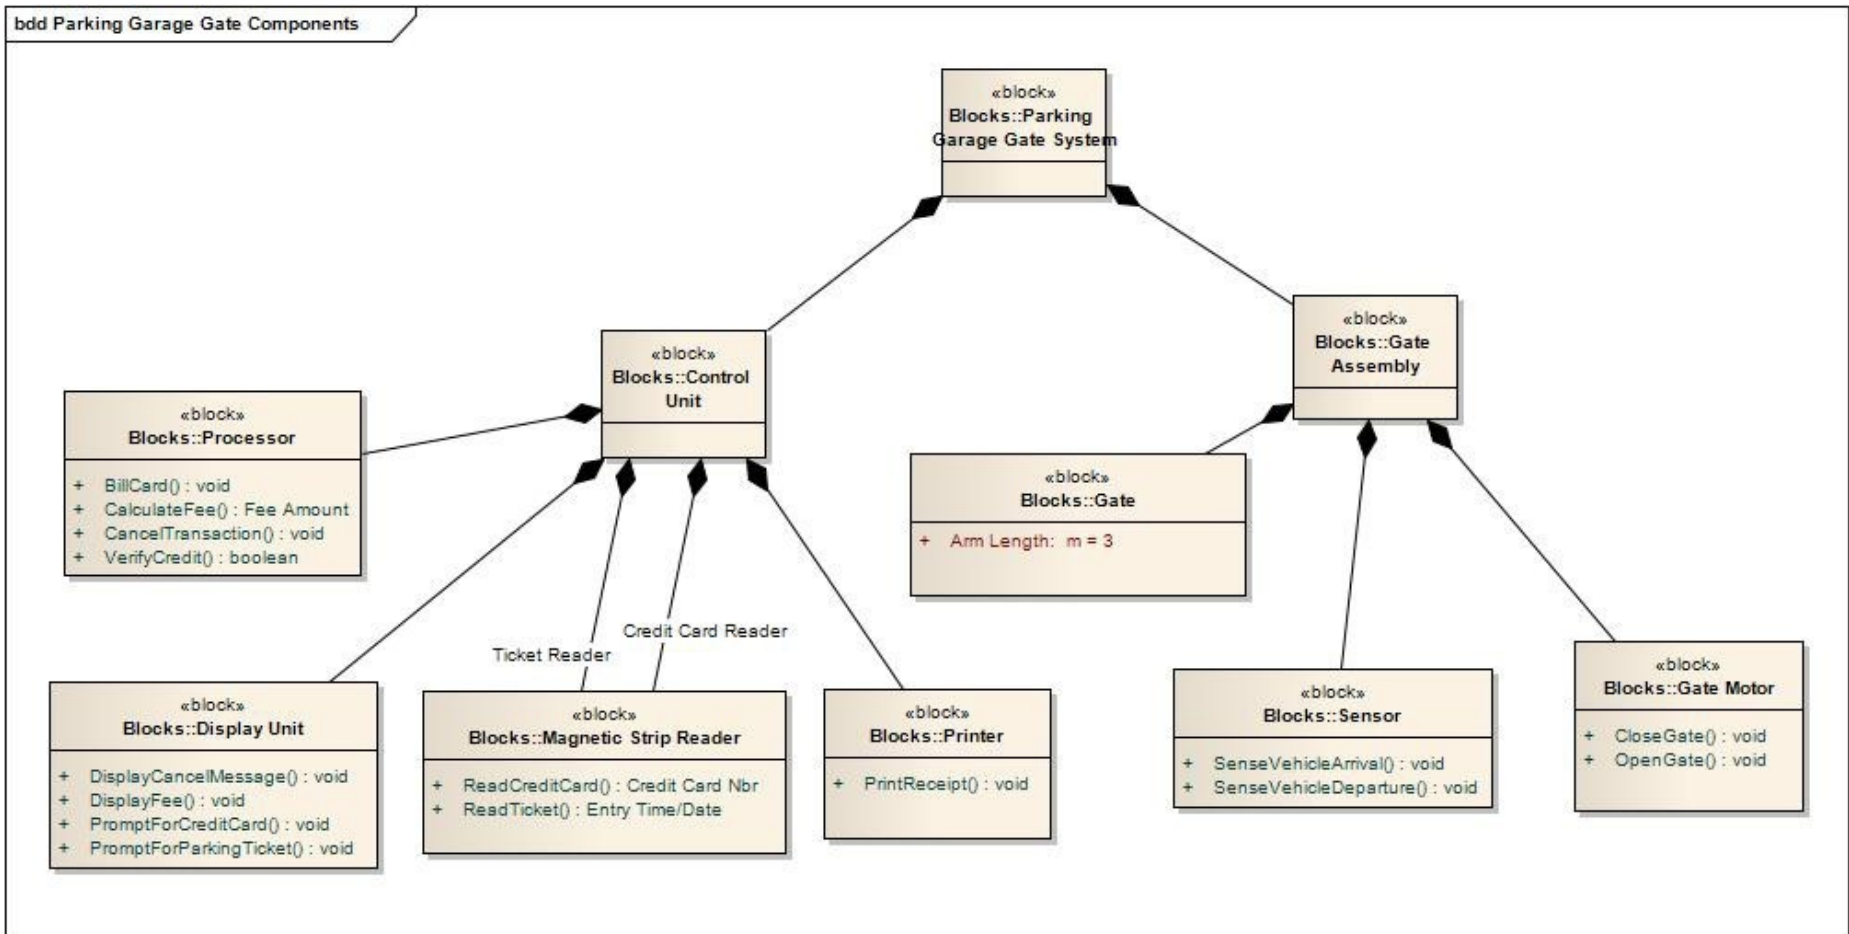 bdd Parking Garage Gate Components
«block»
Blocks::Parking
Garage Gate System
«block»
Blocks::Control
Unit
«block»
Blocks::Gate
Assembly
«block»
Blocks::Processor
+ BillCard() : void
+ CalculateFee() : Fee Amount
+ CancelTransaction() : void
+ VerifyCredit() : boolean
«block»
Blocks::Gate
+ Arm Length:  m = 3
Ticket Reader
Credit Card Reader
«block»
Blocks::Display Unit
+ DisplayCancelMessage() : void
+ DisplayFee() : void
+ PromptForCreditCard() : void
+ PromptForParkingTicket() : void
«block»
Blocks::Magnetic Strip Reader
+ ReadCreditCard() : Credit Card Nbr
+ ReadTicket() : Entry Time/Date
«block»
Blocks::Printer
+ PrintReceipt() : void
«block»
Blocks::Sensor
+ SenseVehicleArrival() : void
+ SenseVehicleDeparture() : void
«block»
Blocks::Gate Motor
+ CloseGate() : void
+ OpenGate() : void